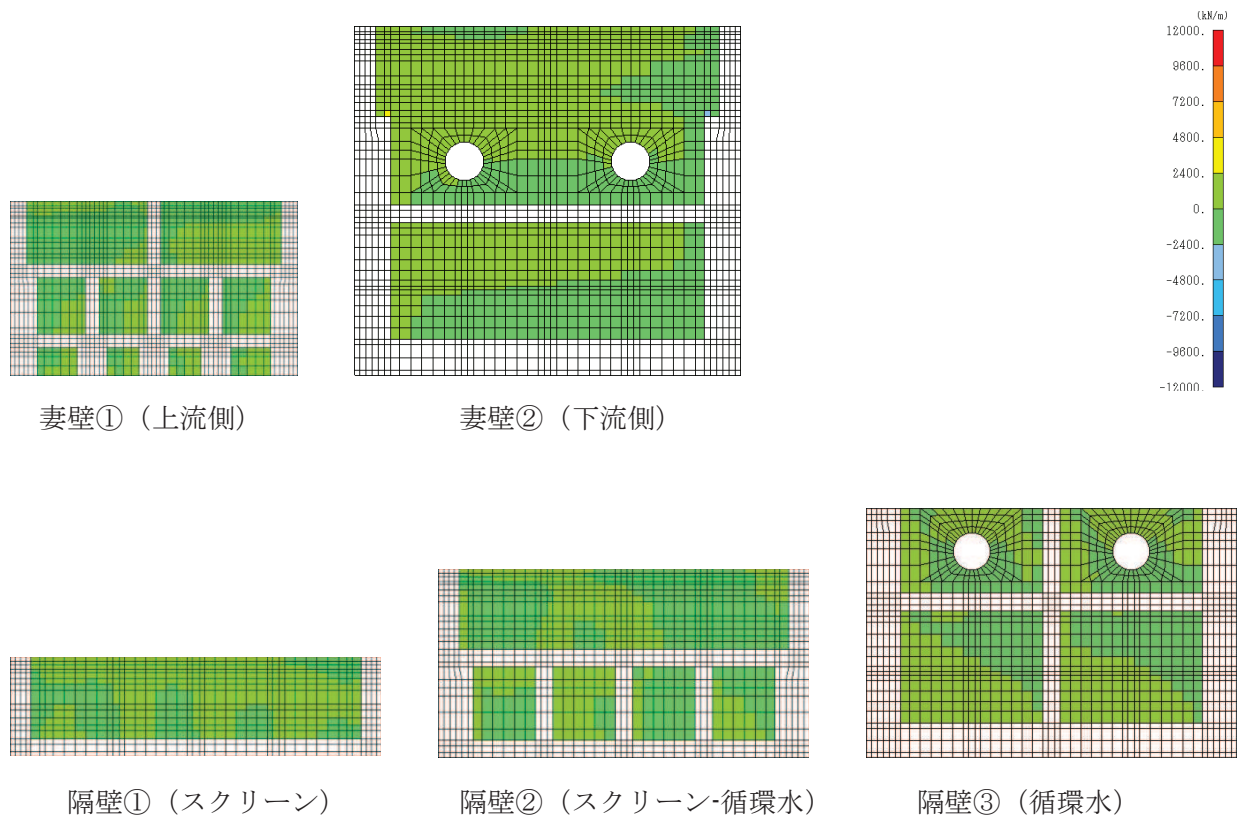 (kN/m)
12000.
9600.
7200.
4800.
2400.
0.
-2400.
-4800.
-7200.
-9600.
-12000.
妻壁①（上流側）
妻壁②（下流側）
隔壁①（スクリーン）
隔壁②（スクリーン-循環水）
隔壁③（循環水）